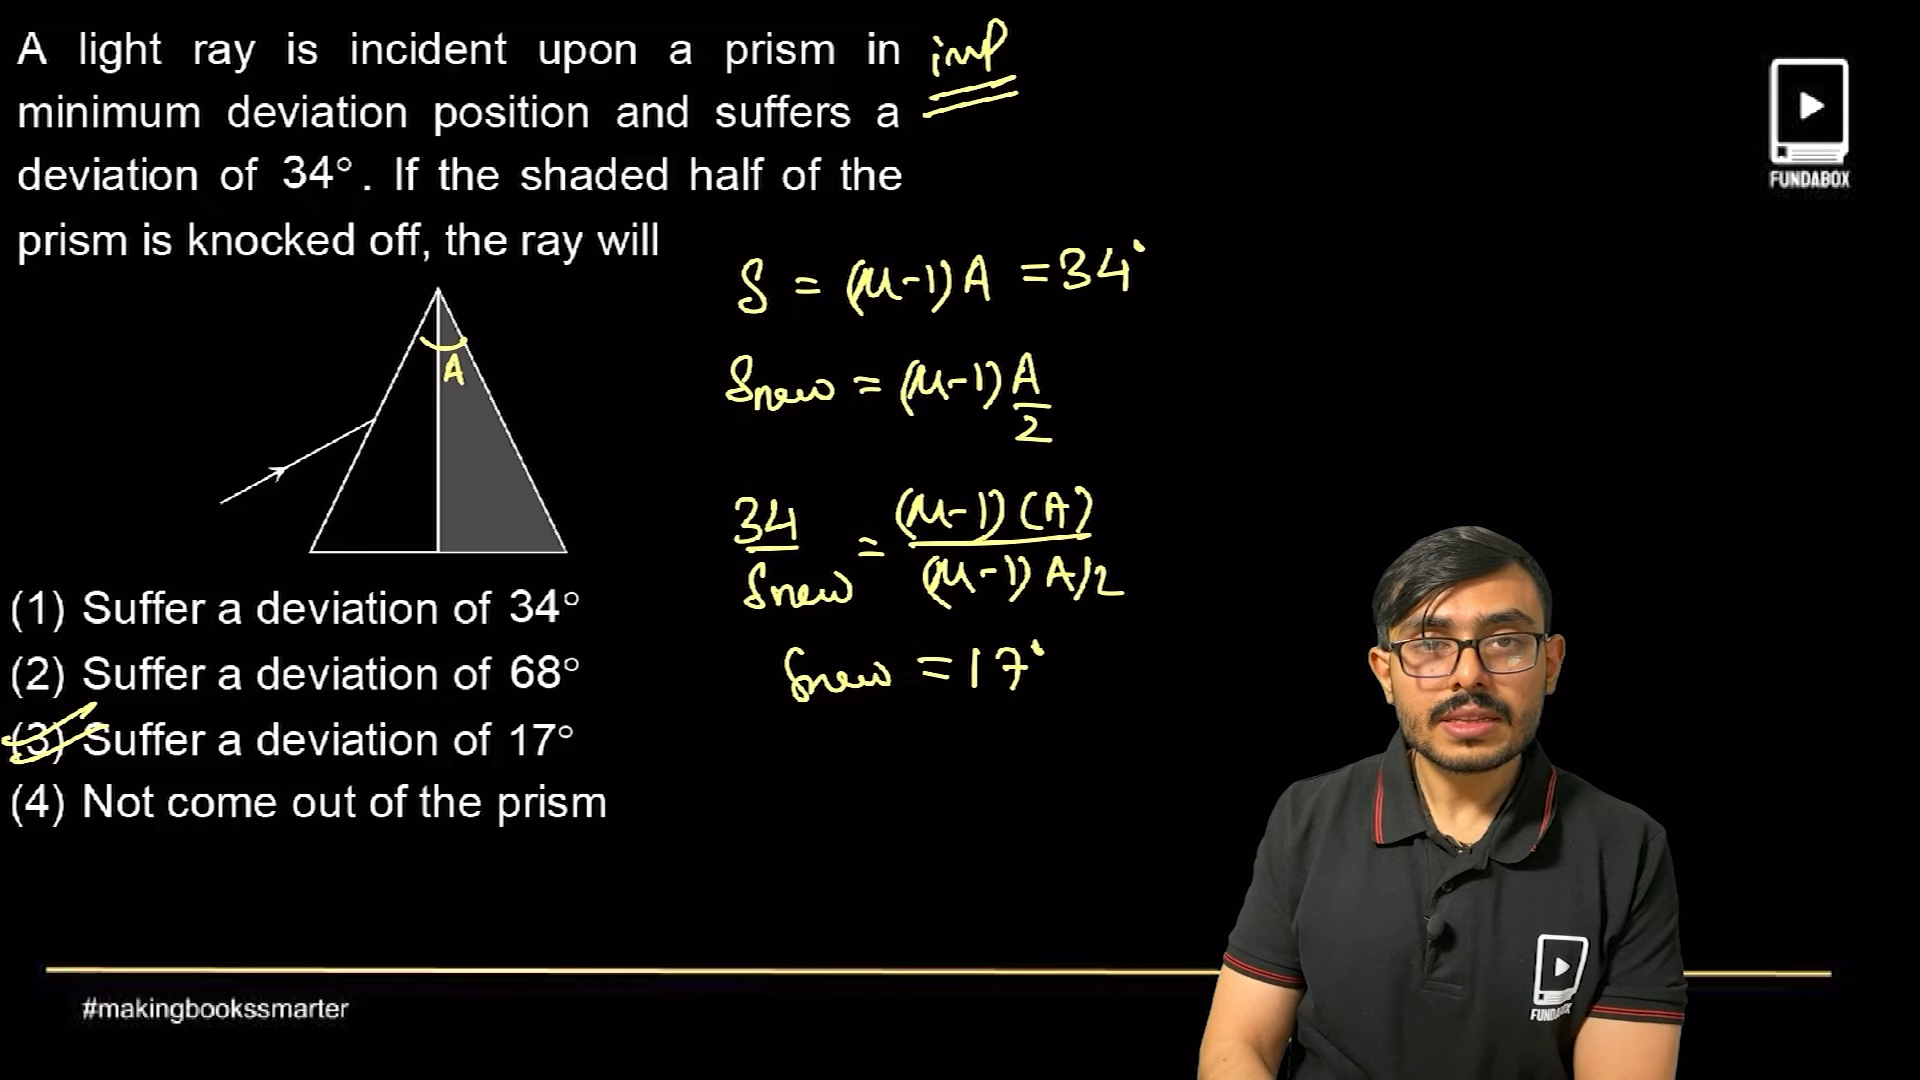 A light ray is incident upon a prism in
minimum deviation position and suffers a
deviation of 34°. If the shaded half of the
prism is knocked off, the ray will
imp
FUNDABOX
A
δ = (μ-1)A = 34°
δnew = (μ-1) A/2
34/δnew = (μ-1)(A)/(μ-1)A/2
δnew = 17°
(1) Suffer a deviation of 34°
(2) Suffer a deviation of 68°
(3) Suffer a deviation of 17°
(4) Not come out of the prism
#makingbookssmarter